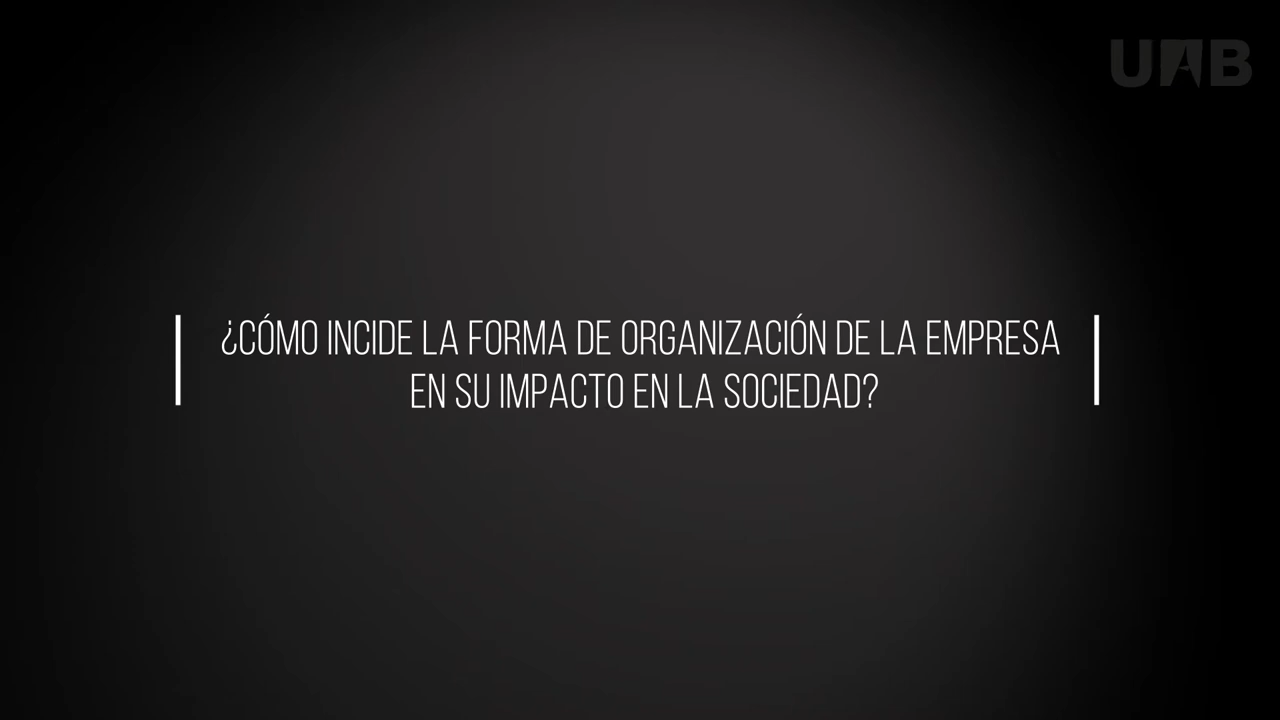 UAB
¿CÓMO INCIDE LA FORMA DE ORGANIZACIÓN DE LA EMPRESA
EN SU IMPACTO EN LA SOCIEDAD?